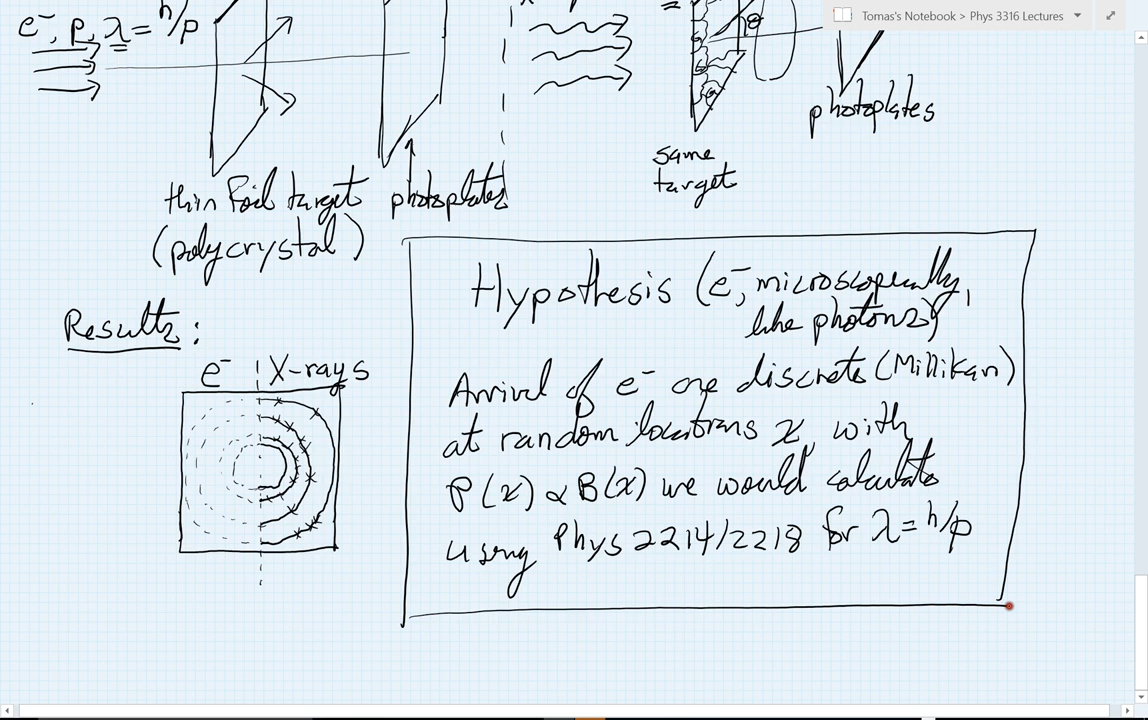 Tomas's Notebook > Phys 3316 Lectures
e⁻, p, λ = h/p
θ
photoplates
same
target
thin foil target
(polycrystal)
photoplates
Results:
e⁻ X-rays
Hypothesis (e⁻, microscopically,
like photons)
Arrival of e⁻ are discrete (Millikan)
at random locations x, with
P(x) ∝ B(x) we would calculate
using Phys 2214/2218 for λ = h/p